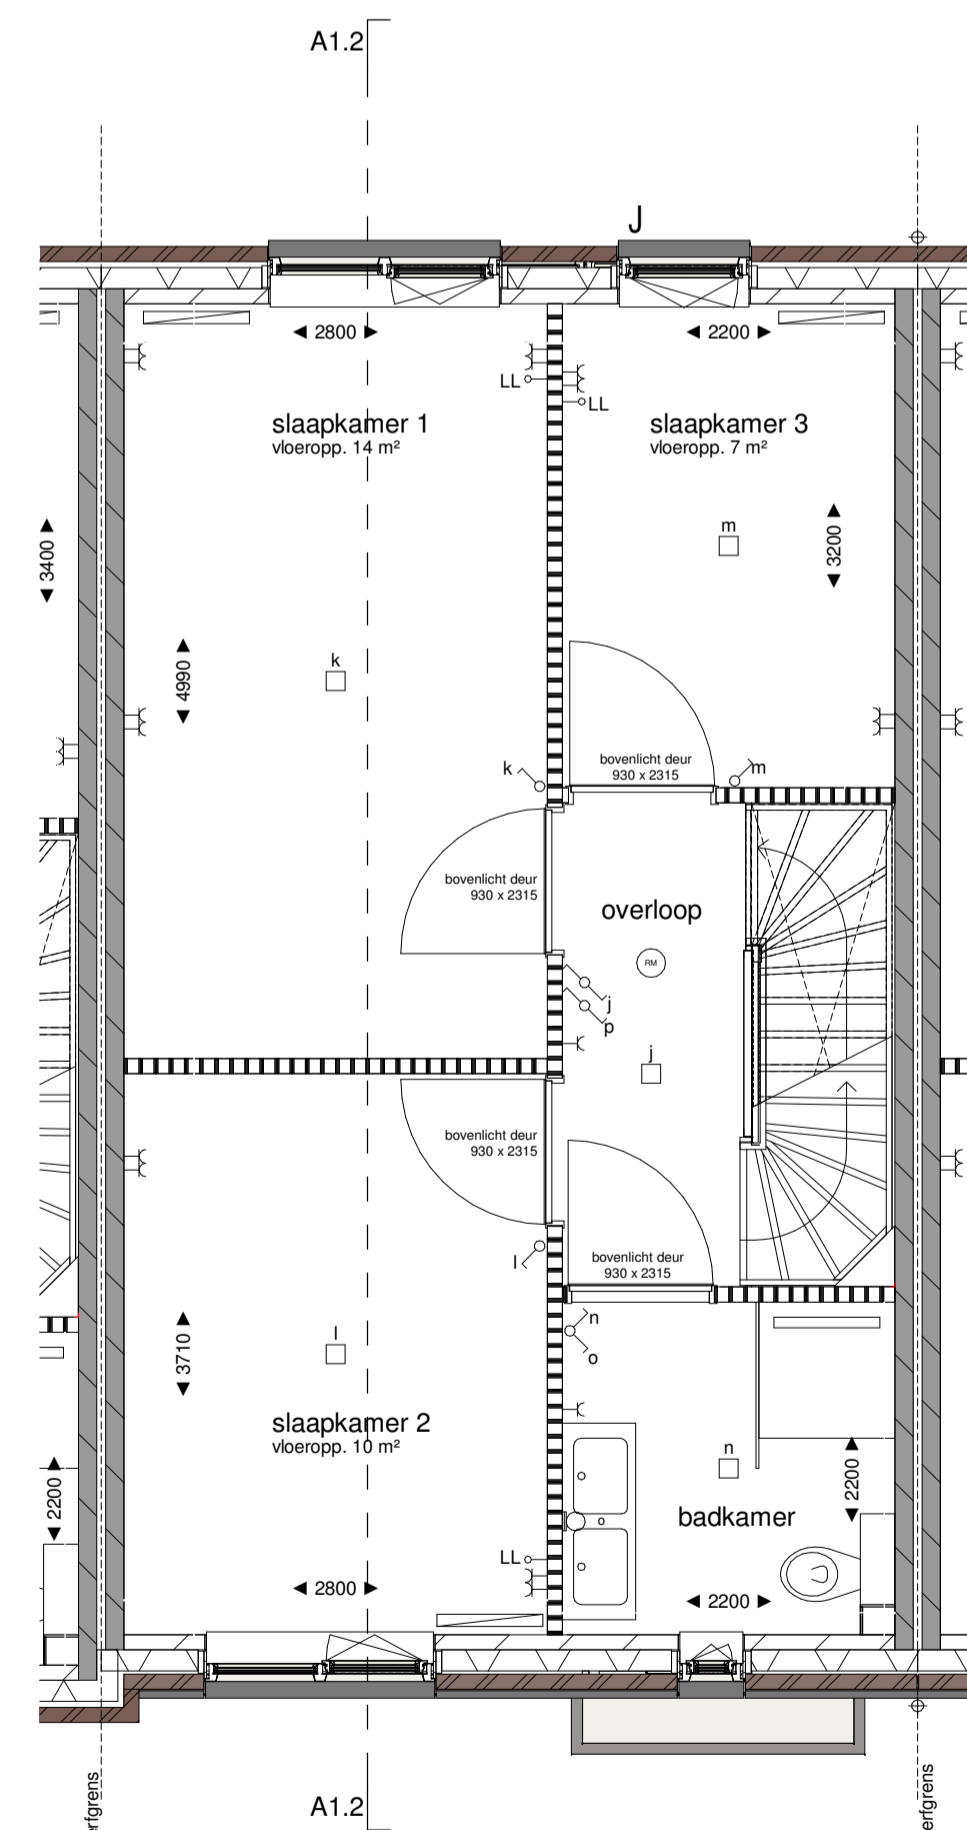 A1.2
J
2800
2200
LL
LL
slaapkamer 1
vloeropp. 14 m²
slaapkamer 3
vloeropp. 7 m²
3400
m
3200
k
4990
k
bovenlicht deur
930 x 2315
m
bovenlicht deur
930 x 2315
overloop
RM
j
p
j
bovenlicht deur
930 x 2315
l
bovenlicht deur
930 x 2315
n
o
l
3710
slaapkamer 2
vloeropp. 10 m²
n
2200
2200
badkamer
LL
2800
2200
erfgrens
A1.2
erfgrens